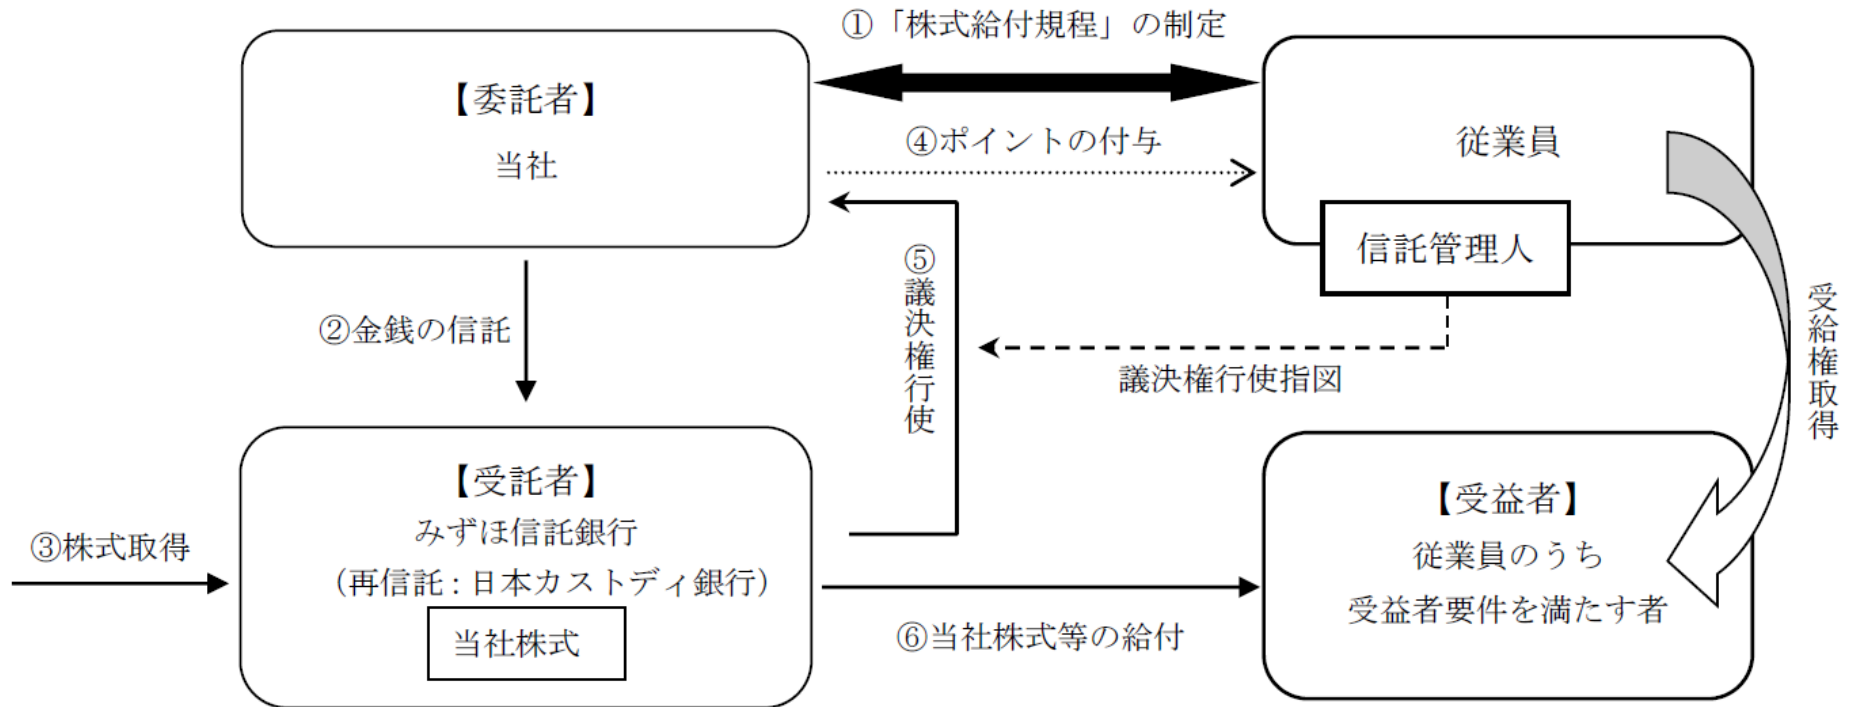 ①「株式給付規程」の制定
【委託者】
当社
④ポイントの付与
従業員
信託管理人
②金銭の信託
⑤議決権行使
議決権行使指図
受給権取得
③株式取得
【受託者】
みずほ信託銀行
（再信託：日本カストディ銀行）
当社株式
⑥当社株式等の給付
【受益者】
従業員のうち
受益者要件を満たす者